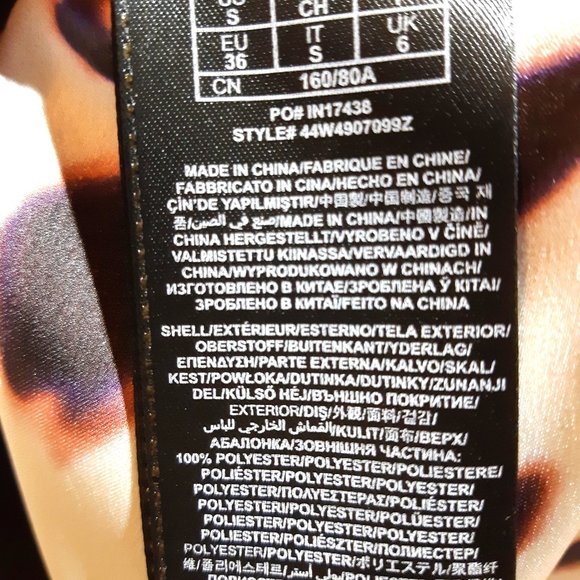 S CH
EU IT UK
36 S 6
CN 160/80A
PO# IN17438
STYLE# 44W4907099Z
MADE IN CHINA/FABRIQUE EN CHINE/
FABBRICATO IN CINA/HECHO EN CHINA/
ÇIN'DE YAPILMIŞTIR/中国製/中国制造/중국 제
품/صنع في الصين/MADE IN CHINA/中國製造/IN
CHINA HERGESTELLT/VYROBENO V ČÍNĚ/
VALMISTETTU KIINASSA/VERVAARDIGD IN
CHINA/WYPRODUKOWANO W CHINACH/
ИЗГОТОВЛЕНО В КИТАЕ/ЗРОБЛЕНА Ў КІТАІ/
ЗРОБЛЕНО В КИТАЇ/FEITO NA CHINA
SHELL/EXTÉRIEUR/ESTERNO/TELA EXTERIOR/
OBERSTOFF/BUITENKANT/YDERLAG/
ΕΠΕΝΔΥΣΗ/PARTE EXTERNA/KALVO/SKAL/
KEST/POWŁOKA/DUTINKA/DUTINKY/ZUNANJI
DEL/KÜLSŐ HÉJ/ВЪНШНО ПОКРИТИЕ/
EXTERIOR/DIŞ/外観/面料/겉감/
القماش الخارجي للباس/KULIT/面布/ВЕРХ/
АБАЛОНКА/ЗОВНІШНЯ ЧАСТИНА:
100% POLYESTER/POLYESTER/POLIESTERE/
POLIÉSTER/POLYESTER/POLYESTER/
POLYESTER/ΠΟΛΥΕΣΤΕΡΑΣ/POLIÉSTER/
POLYESTER/POLYESTER/POLÜESTER/
POLIESTER/POLYESTER/POLYESTER/
POLIESTER/POLIÉSZTER/ПОЛИЕСТЕР/
POLYESTER/POLYESTER/ポリエステル/聚酯纤
维/폴리에스테르/بولي أستر/POLIESTER/